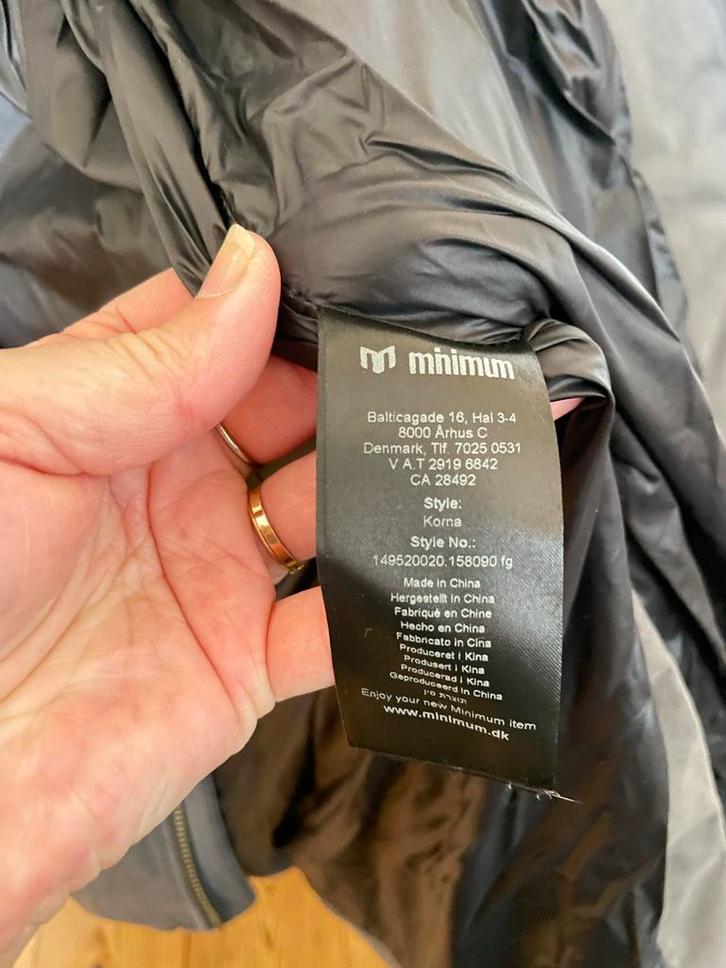 minimum
Balticagade 16, Hal 3-4
8000 Århus C
Denmark, Tlf. 7025 0531
V A.T 2919 6842
CA 28492
Style:
Korna
Style No.:
149520020.158090 fg
Made in China
Hergestellt in China
Fabriqué en Chine
Hecho en China
Fabbricato in Cina
Produceret i Kina
Produsert i Kina
Producerad i Kina
Geproduceerd in China
תוצרת סין
Enjoy your new Minimum item
www.minimum.dk